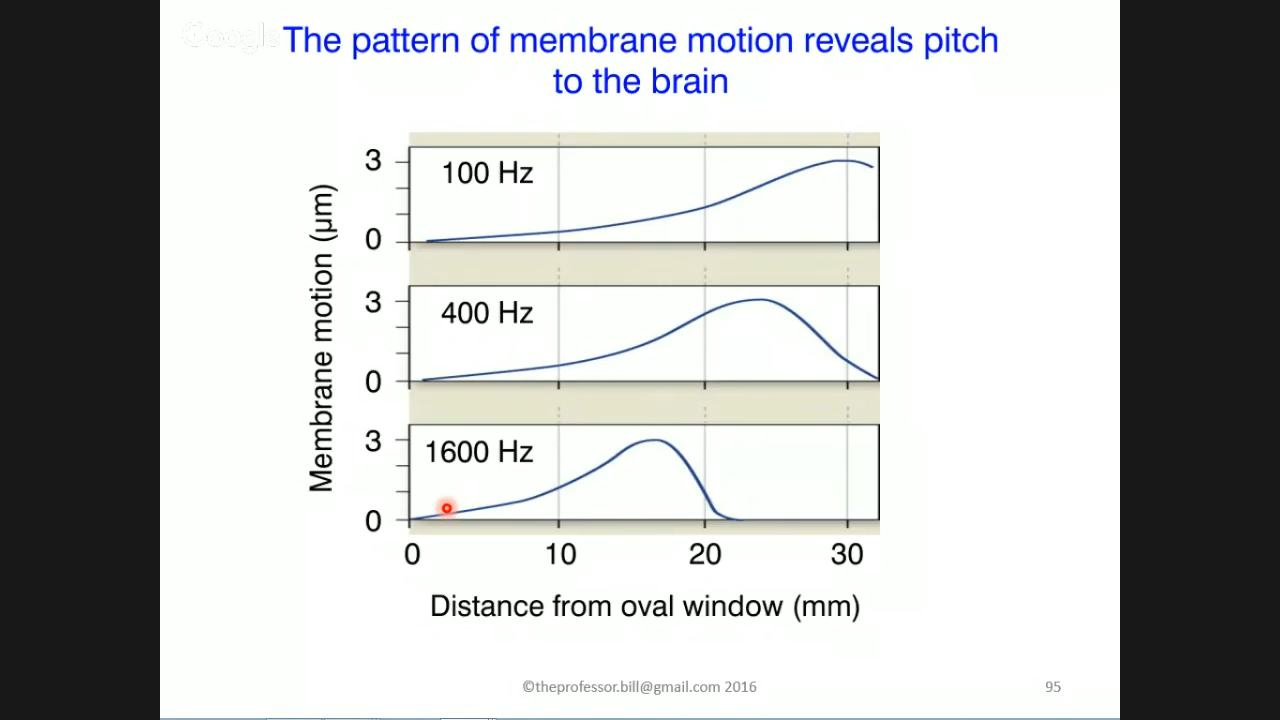 Google
The pattern of membrane motion reveals pitch
to the brain
Membrane motion (µm)
3
100 Hz
0
3
400 Hz
0
3
1600 Hz
0
0 10 20 30
Distance from oval window (mm)
©theprofessor.bill@gmail.com 2016
95